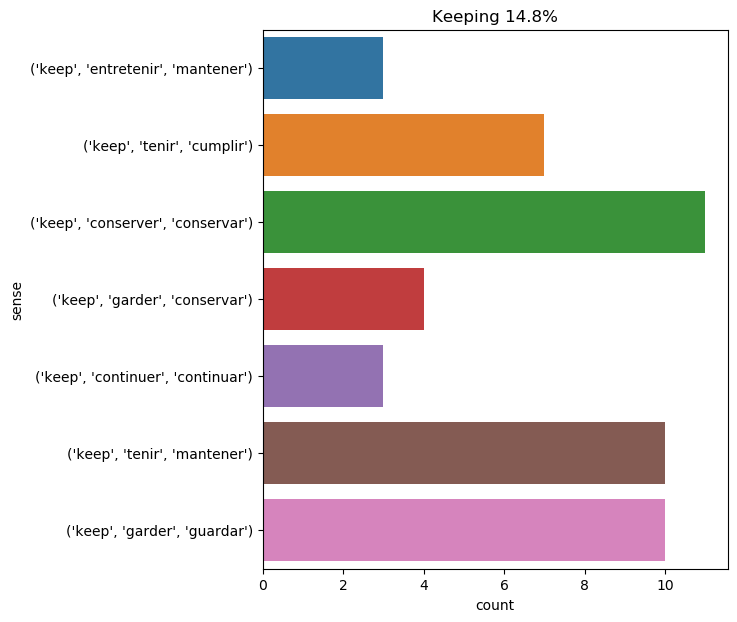 Keeping 14.8%
('keep', 'entretenir', 'mantener')
('keep', 'tenir', 'cumplir')
('keep', 'conserver', 'conservar')
('keep', 'garder', 'conservar')
('keep', 'continuer', 'continuar')
('keep', 'tenir', 'mantener')
('keep', 'garder', 'guardar')
sense
0 2 4 6 8 10
count